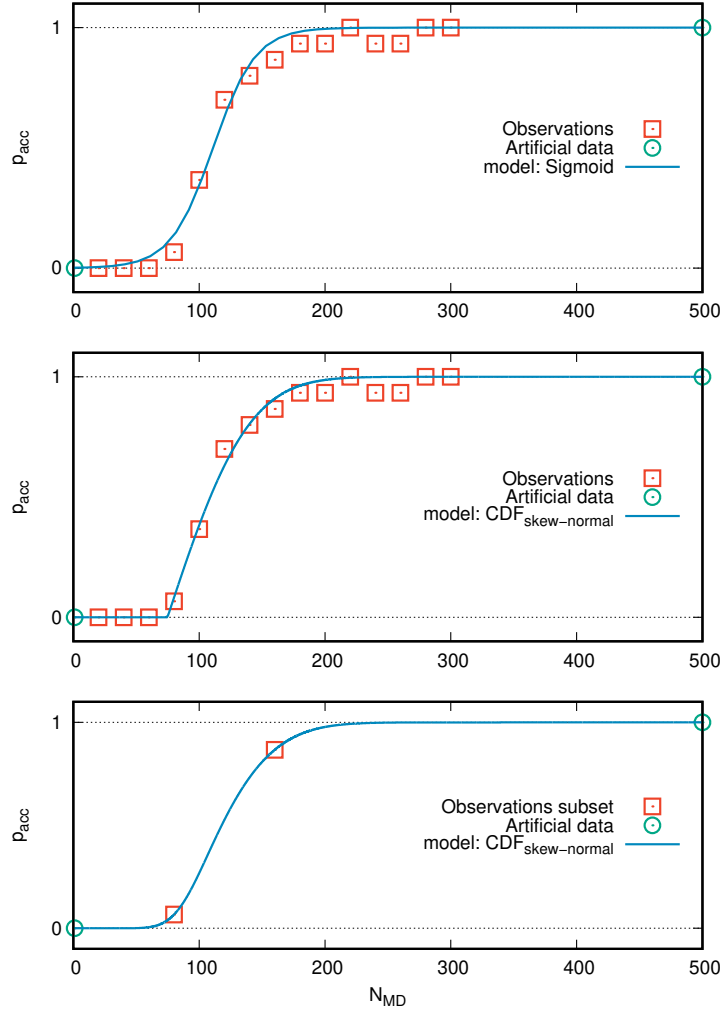 1
p_acc
Observations
Artificial data
model: Sigmoid
0
0 100 200 300 400 500
1
p_acc
Observations
Artificial data
model: CDF_skew−normal
0
0 100 200 300 400 500
1
p_acc
Observations subset
Artificial data
model: CDF_skew−normal
0
0 100 200 300 400 500
N_MD